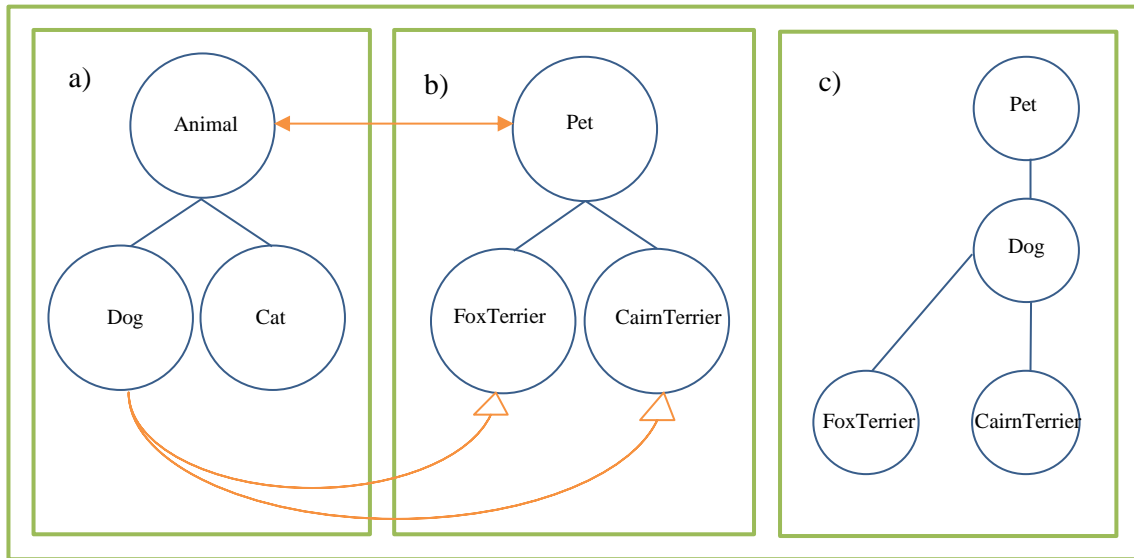 a)
Animal
Dog
Cat
b)
Pet
FoxTerrier
CairnTerrier
c)
Pet
Dog
FoxTerrier
CairnTerrier